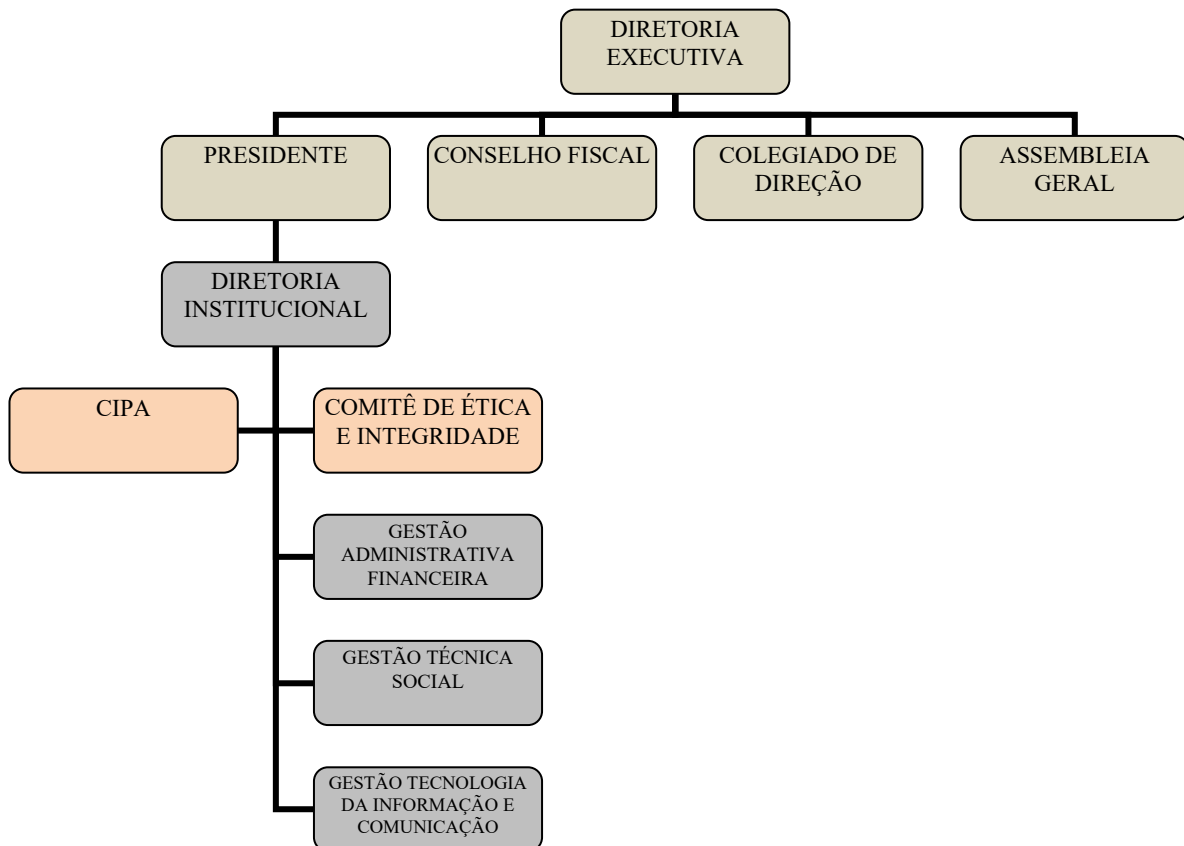 DIRETORIA
EXECUTIVA
PRESIDENTE
CONSELHO FISCAL
COLEGIADO DE
DIREÇÃO
ASSEMBLEIA
GERAL
DIRETORIA
INSTITUCIONAL
CIPA
COMITÊ DE ÉTICA
E INTEGRIDADE
GESTÃO
ADMINISTRATIVA
FINANCEIRA
GESTÃO TÉCNICA
SOCIAL
GESTÃO TECNOLOGIA
DA INFORMAÇÃO E
COMUNICAÇÃO